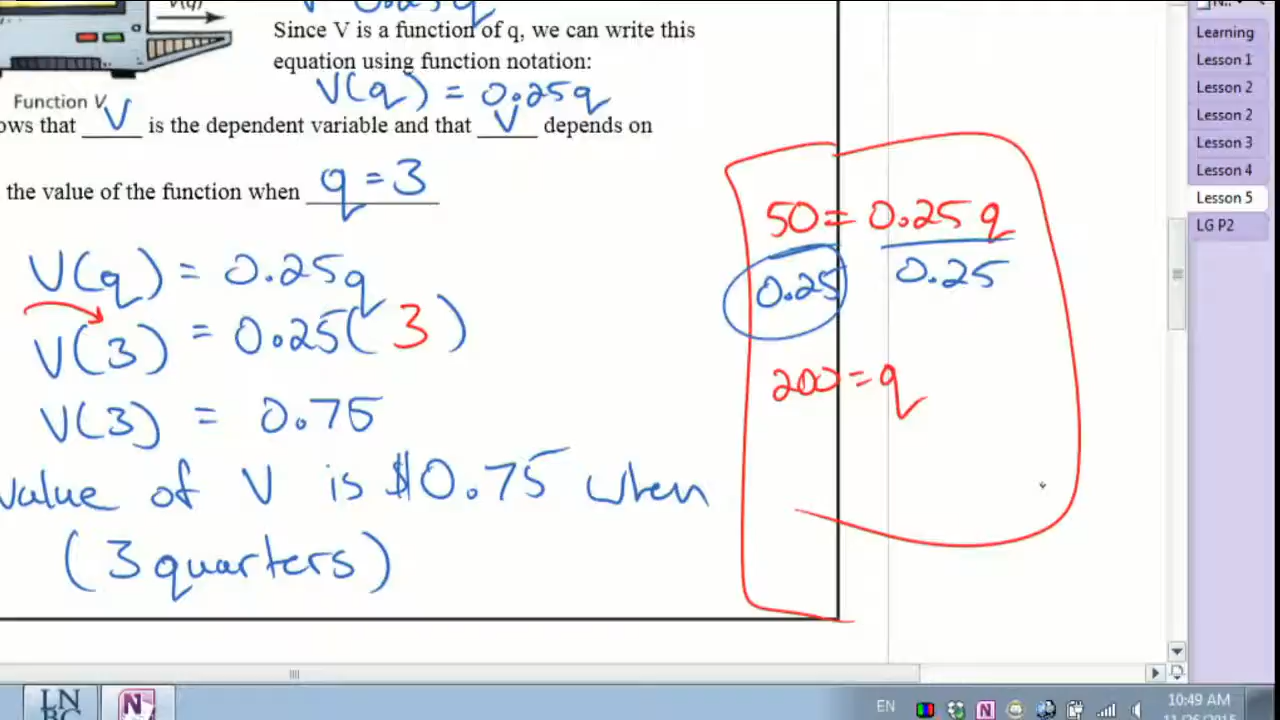 V(q)
V 0.25q
Since V is a function of q, we can write this
equation using function notation:
V(q) = 0.25q
Function V
ows that V is the dependent variable and that V depends on
the value of the function when q = 3
V(q) = 0.25q
V(3) = 0.25(3)
V(3) = 0.75
value of V is $0.75 when
(3 quarters)
50 = 0.25q
0.25 0.25
200 = q
Learning
Lesson 1
Lesson 2
Lesson 2
Lesson 3
Lesson 4
Lesson 5
LG P2
LN
BC
N
EN
N
10:49 AM